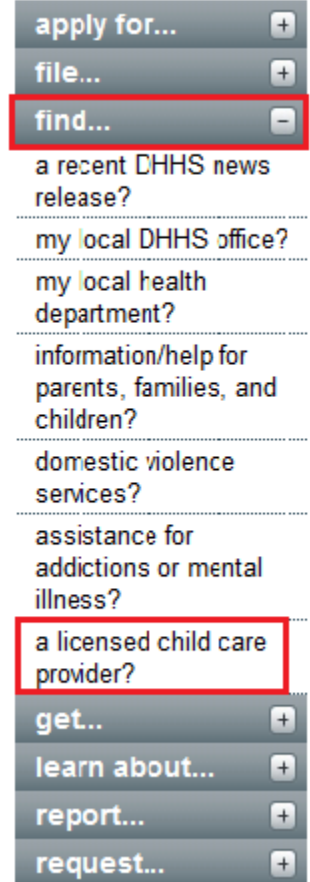 apply for... +
file... +
find... -
a recent DHHS news
release?
my local DHHS office?
my local health
department?
information/help for
parents, families, and
children?
domestic violence
services?
assistance for
addictions or mental
illness?
a licensed child care
provider?
get... +
learn about... +
report... +
request... +